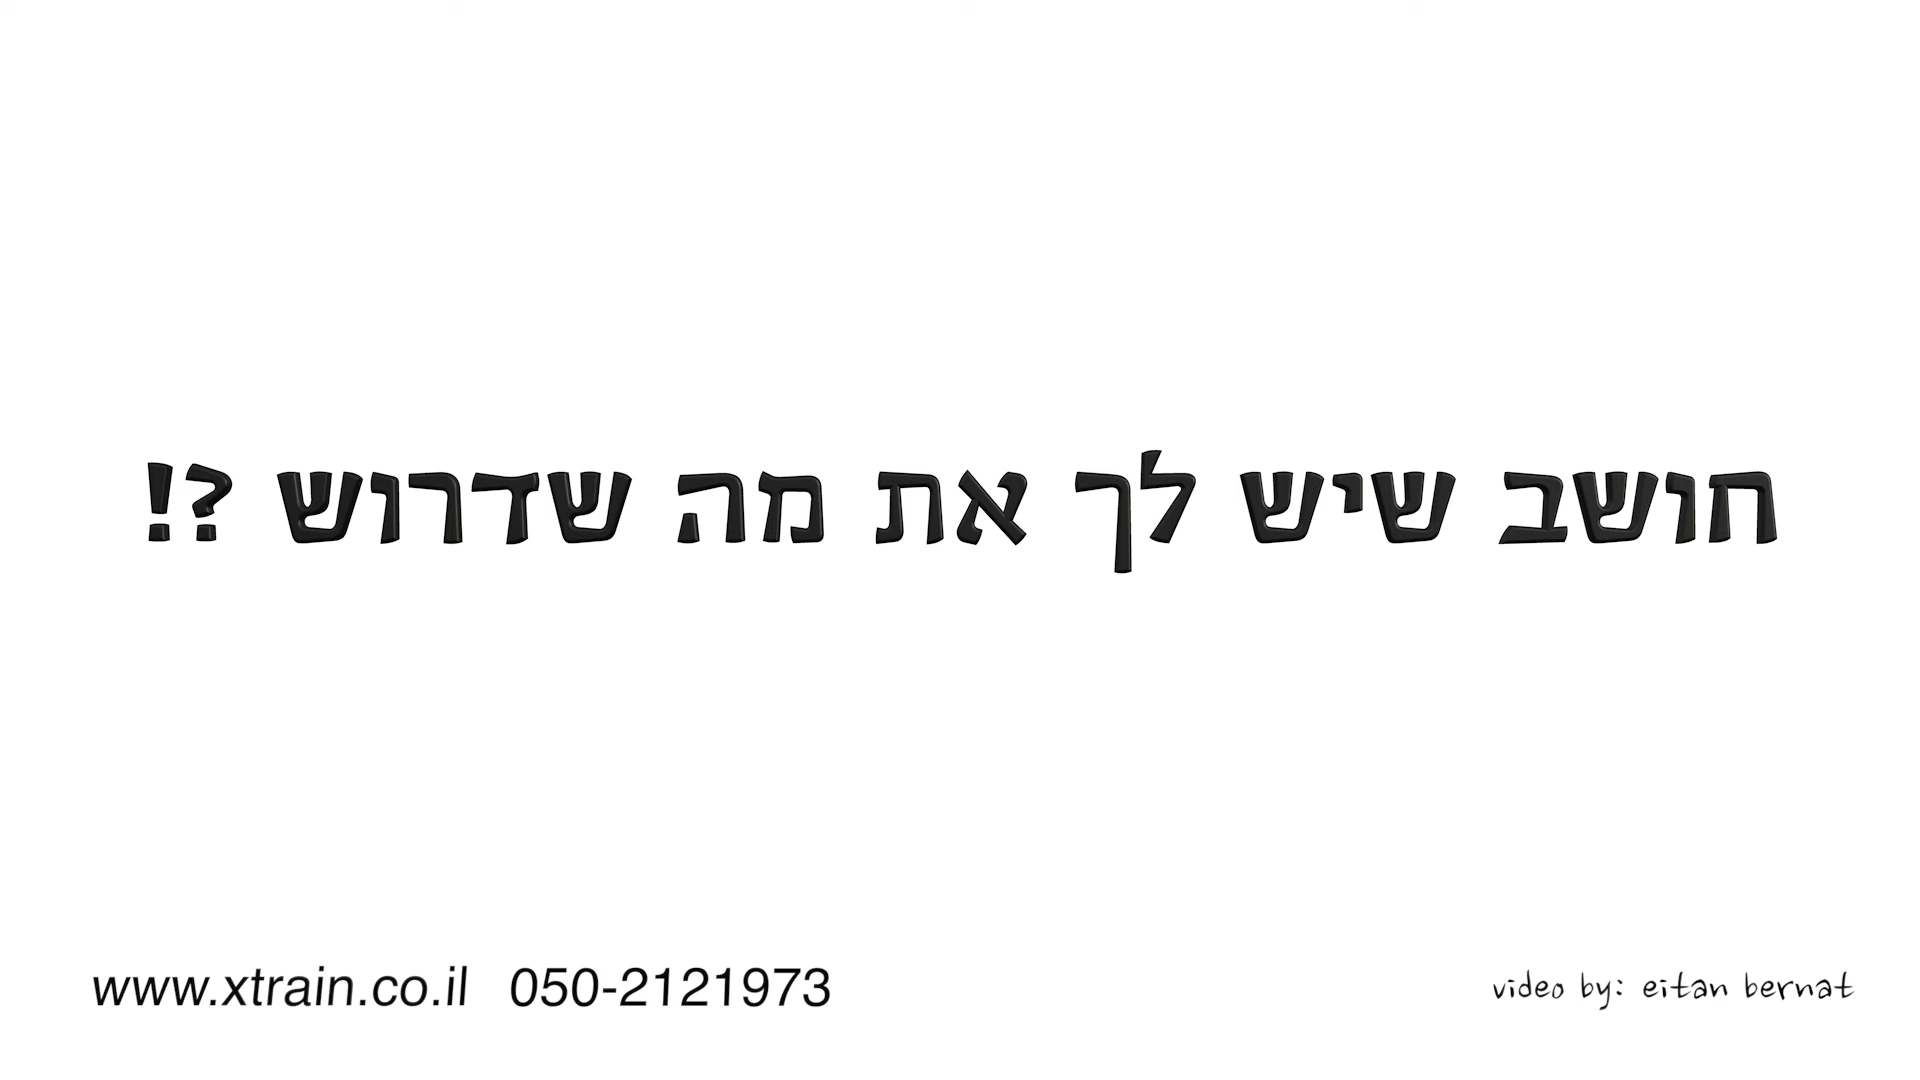 חושב שיש לך את מה שדרוש ?!
www.xtrain.co.il 050-2121973
video by: eitan bernat